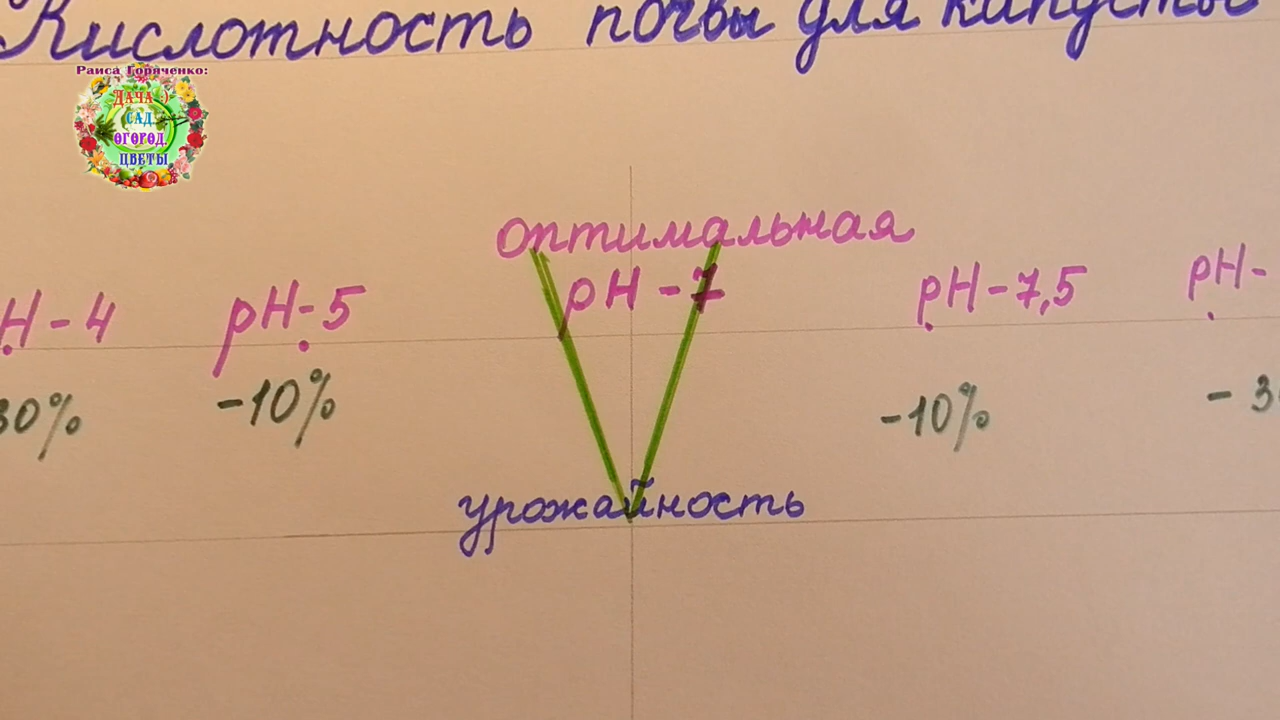 Кислотность почвы для капусты
Раиса Горяченко:
Дача :)
сад.
огород.
цветы
оптимальная
pH-4 pH-5 pH-7 pH-7,5 pH-
30% -10% -10% - 3
урожайность